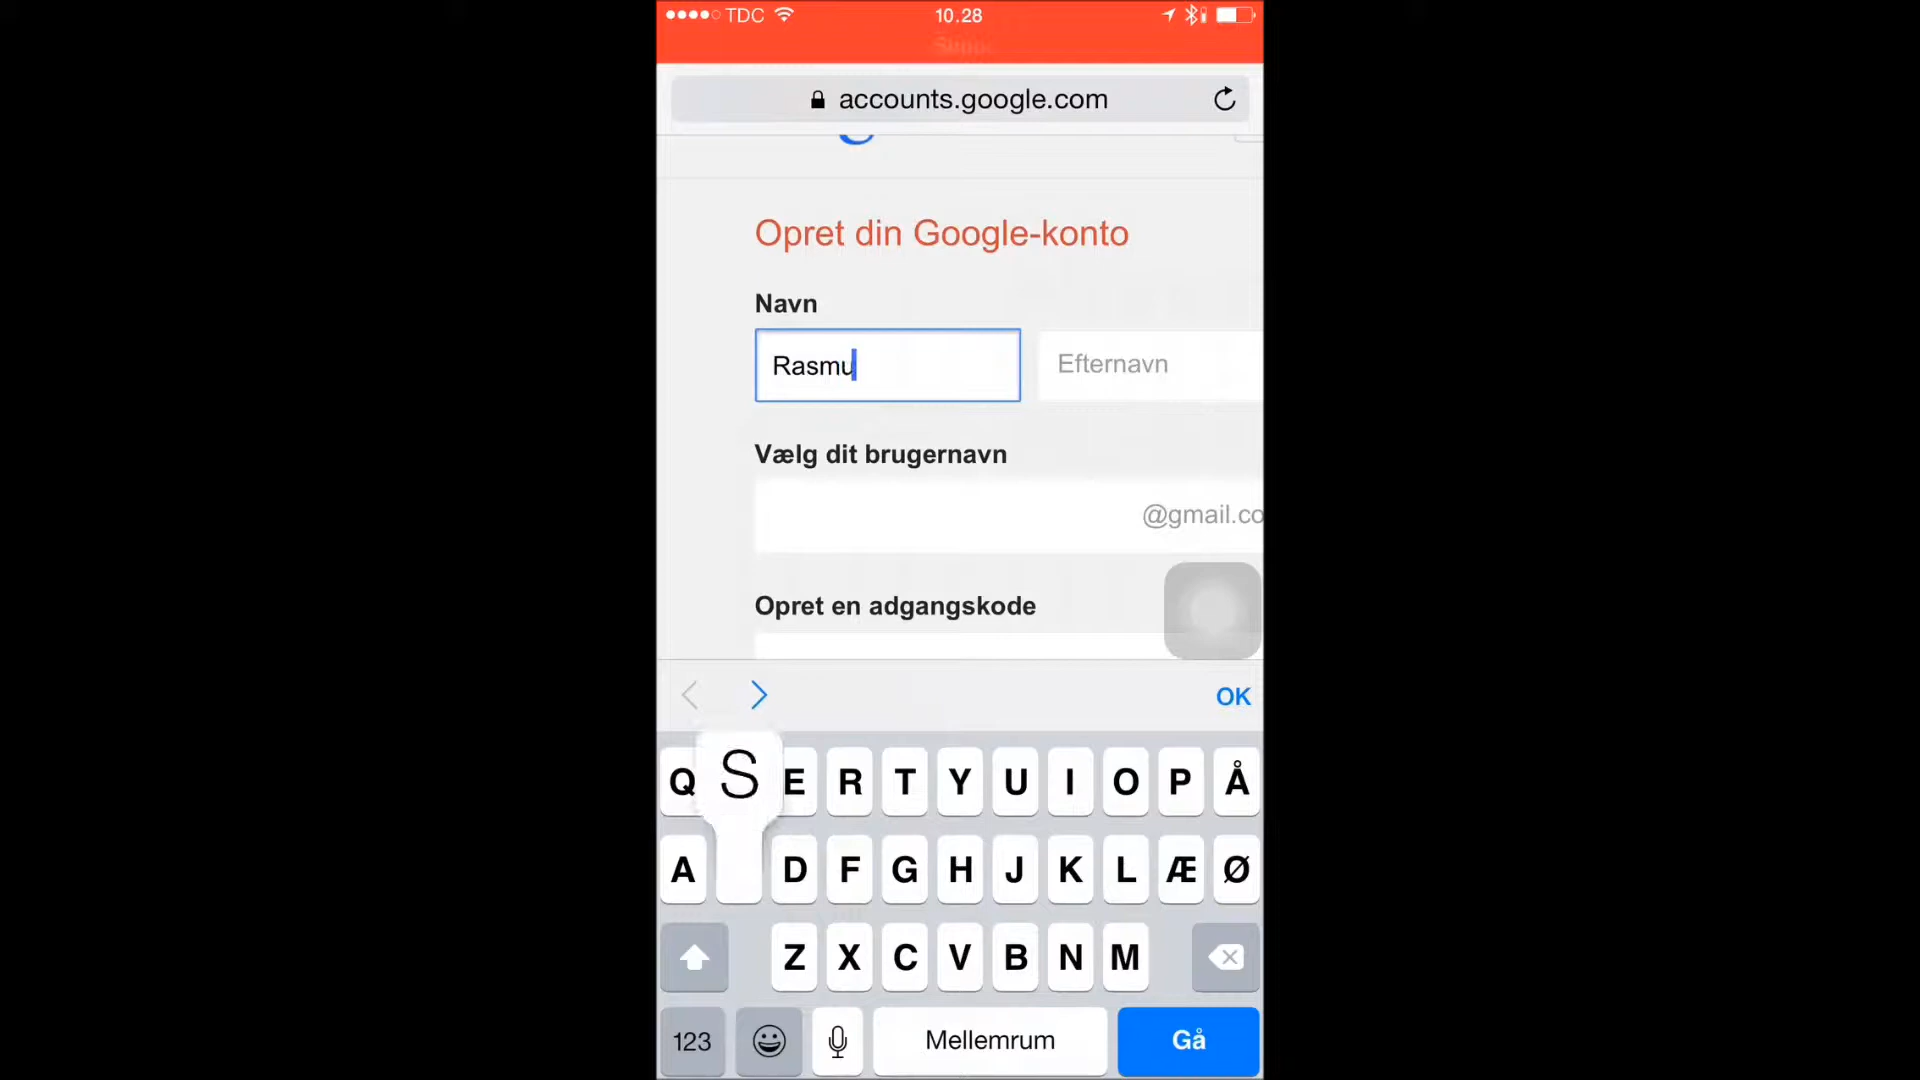 TDC 10.28
accounts.google.com
Opret din Google-konto
Navn
Rasmu Efternavn
Vælg dit brugernavn
@gmail.co
Opret en adgangskode
OK
Q S E R T Y U I O P Å
A D F G H J K L Æ Ø
Z X C V B N M
123 Mellemrum Gå